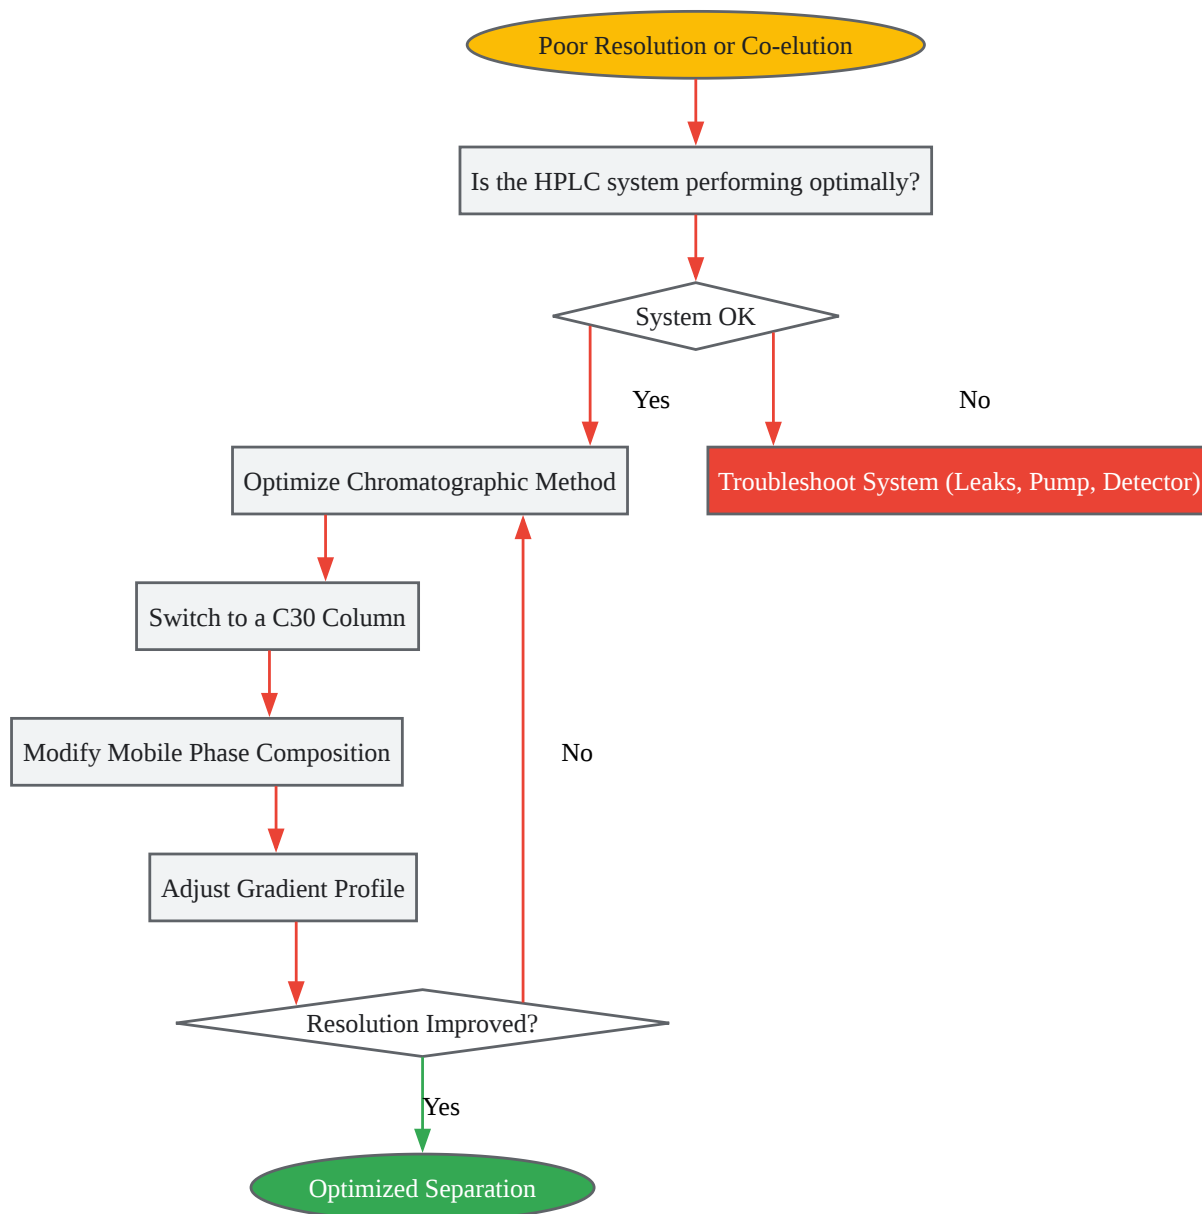 Poor Resolution or Co-elution
Is the HPLC system performing optimally?
System OK
Yes
No
Optimize Chromatographic Method
Troubleshoot System (Leaks, Pump, Detector)
Switch to a C30 Column
Modify Mobile Phase Composition
No
Adjust Gradient Profile
Resolution Improved?
Yes
Optimized Separation